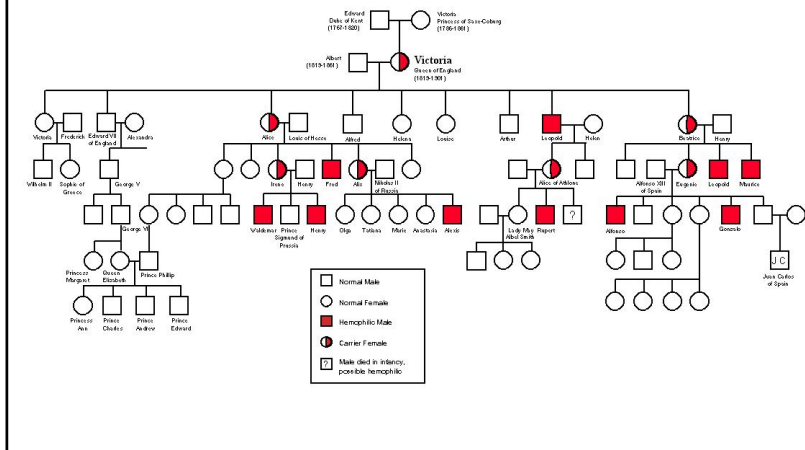 Edward
Duke of Kent
(1767-1820)
Victoria
Princess of Saxe-Coburg
(1786-1861)
Albert
(1819-1861)
Victoria
Queen of England
(1819-1901)
Victoria
Frederick
Edward VII
of England
Alexandra
Alice
Louis of Hesse
Alfred
Helena
Louise
Arthur
Leopold
Helen
Beatrice
Henry
Wilhelm II
Sophie of
Greece
George V
Irene
Henry
Fred
Alix
Nikolas II
of Russia
Alice of Athlone
Alfonso XII
of Spain
Eugenie
Leopold
Maurice
George VI
Waldemar
Prince
Sigmund of
Prussia
Henry
Olga
Tatiana
Marie
Anastasia
Alexis
Lady May
Abel Smith
Rupert
?
Alfonso
Gonzalo
Princess
Margaret
Queen
Elizabeth
Prince Phillip
J C
Juan Carlos
of Spain
Princess
Ann
Prince
Charles
Prince
Andrew
Prince
Edward
Normal Male
Normal Female
Hemophilic Male
Carrier Female
? Male died in infancy,
possible hemophilic